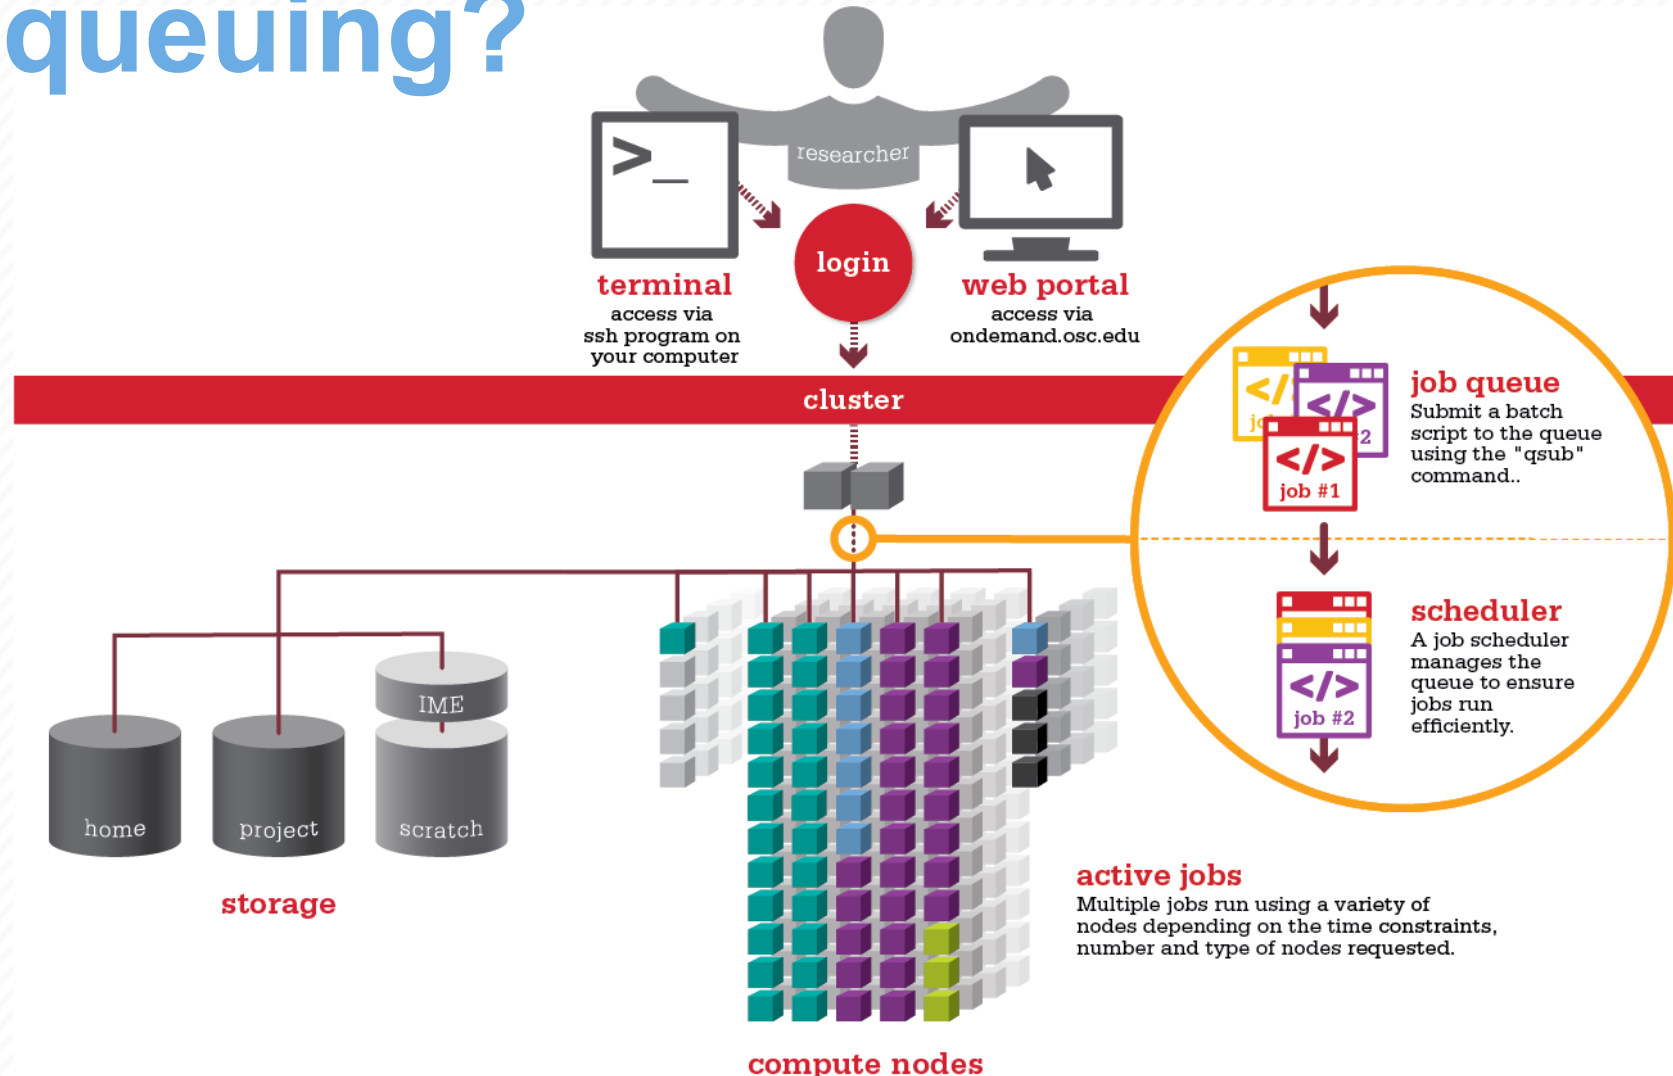 queuing?
researcher
>_
login
terminal
access via
ssh program on
your computer
web portal
access via
ondemand.osc.edu
cluster
</>
</>
2
</>
job #1
job queue
Submit a batch
script to the queue
using the "qsub"
command..
scheduler
A job scheduler
manages the
queue to ensure
jobs run
efficiently.
</>
job #2
IME
home
project
scratch
storage
active jobs
Multiple jobs run using a variety of
nodes depending on the time constraints,
number and type of nodes requested.
compute nodes